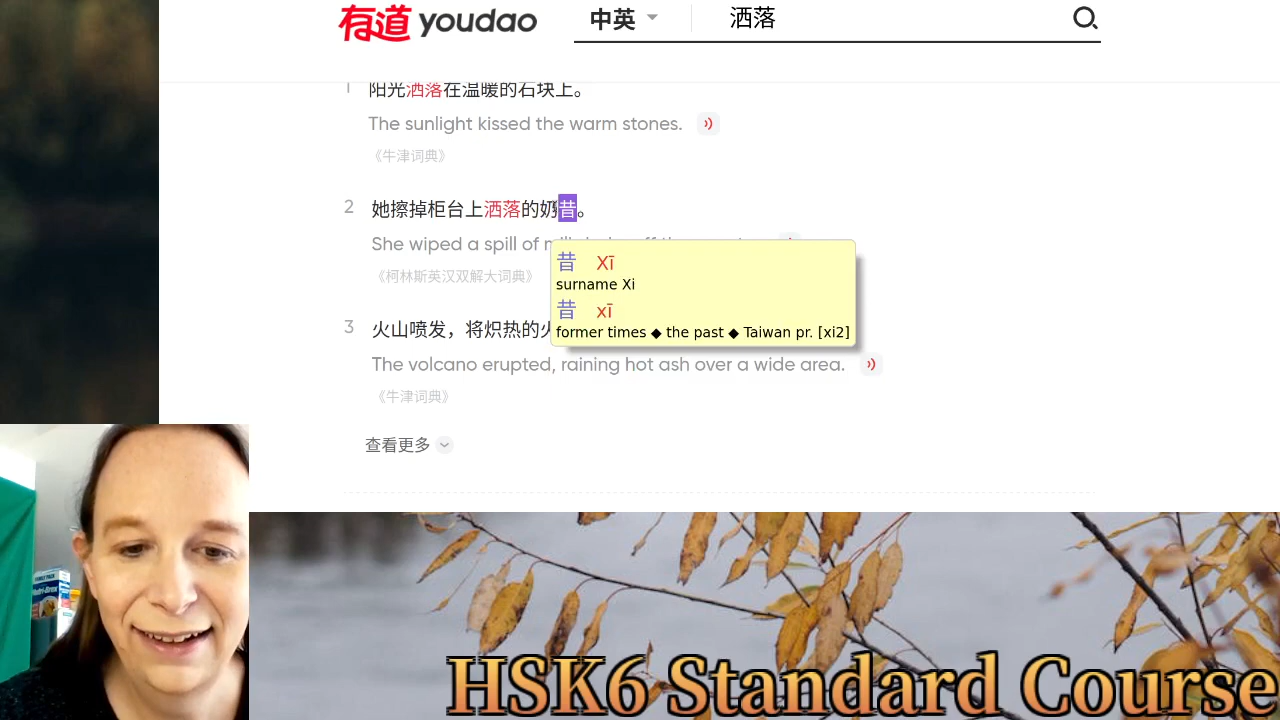 有道 youdao 中英 洒落
1 阳光洒落在温暖的石块上。
The sunlight kissed the warm stones.
《牛津词典》
2 她擦掉柜台上洒落的奶昔。
She wiped a spill of
《柯林斯英汉双解大词典》
昔 Xī
surname Xi
昔 xī
former times ◆ the past ◆ Taiwan pr. [xi2]
3 火山喷发，将炽热的
The volcano erupted, raining hot ash over a wide area.
《牛津词典》
查看更多
HSK6 Standard Course